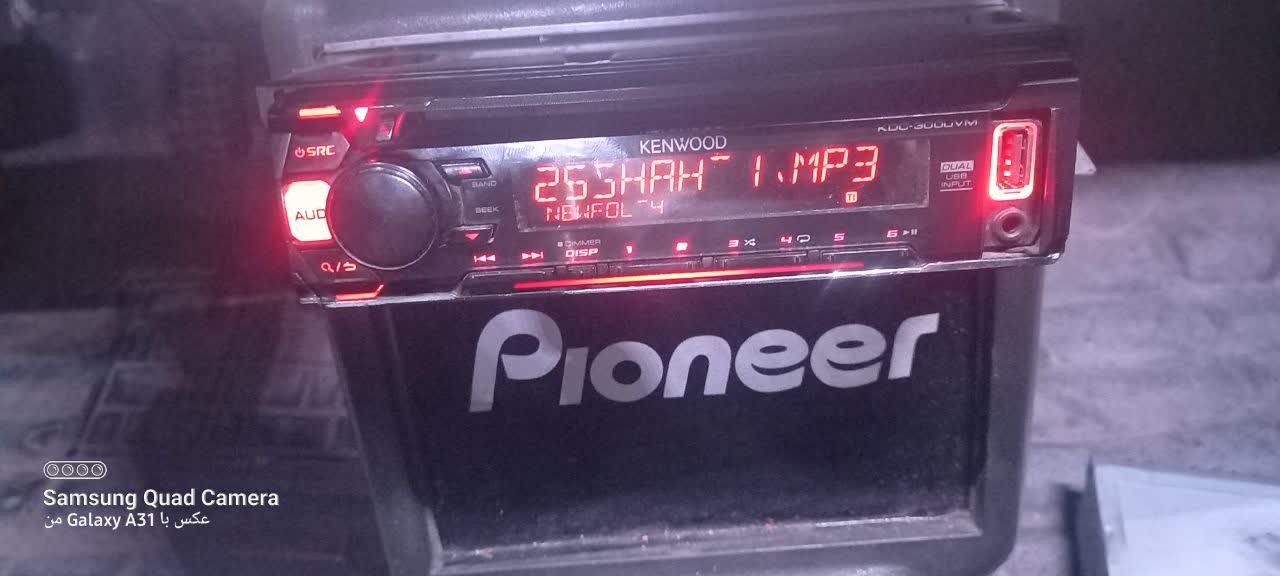 KENWOOD
KDC-3000VM
SRC
AUD
BAND
SEEK
25SHAH~1.MP3
NEWFOL~4
TI
DUAL
USB
INPUT
DIMMER
DISP
1
2
3
4
5
6
Pioneer
Samsung Quad Camera
عکس با Galaxy A31 من